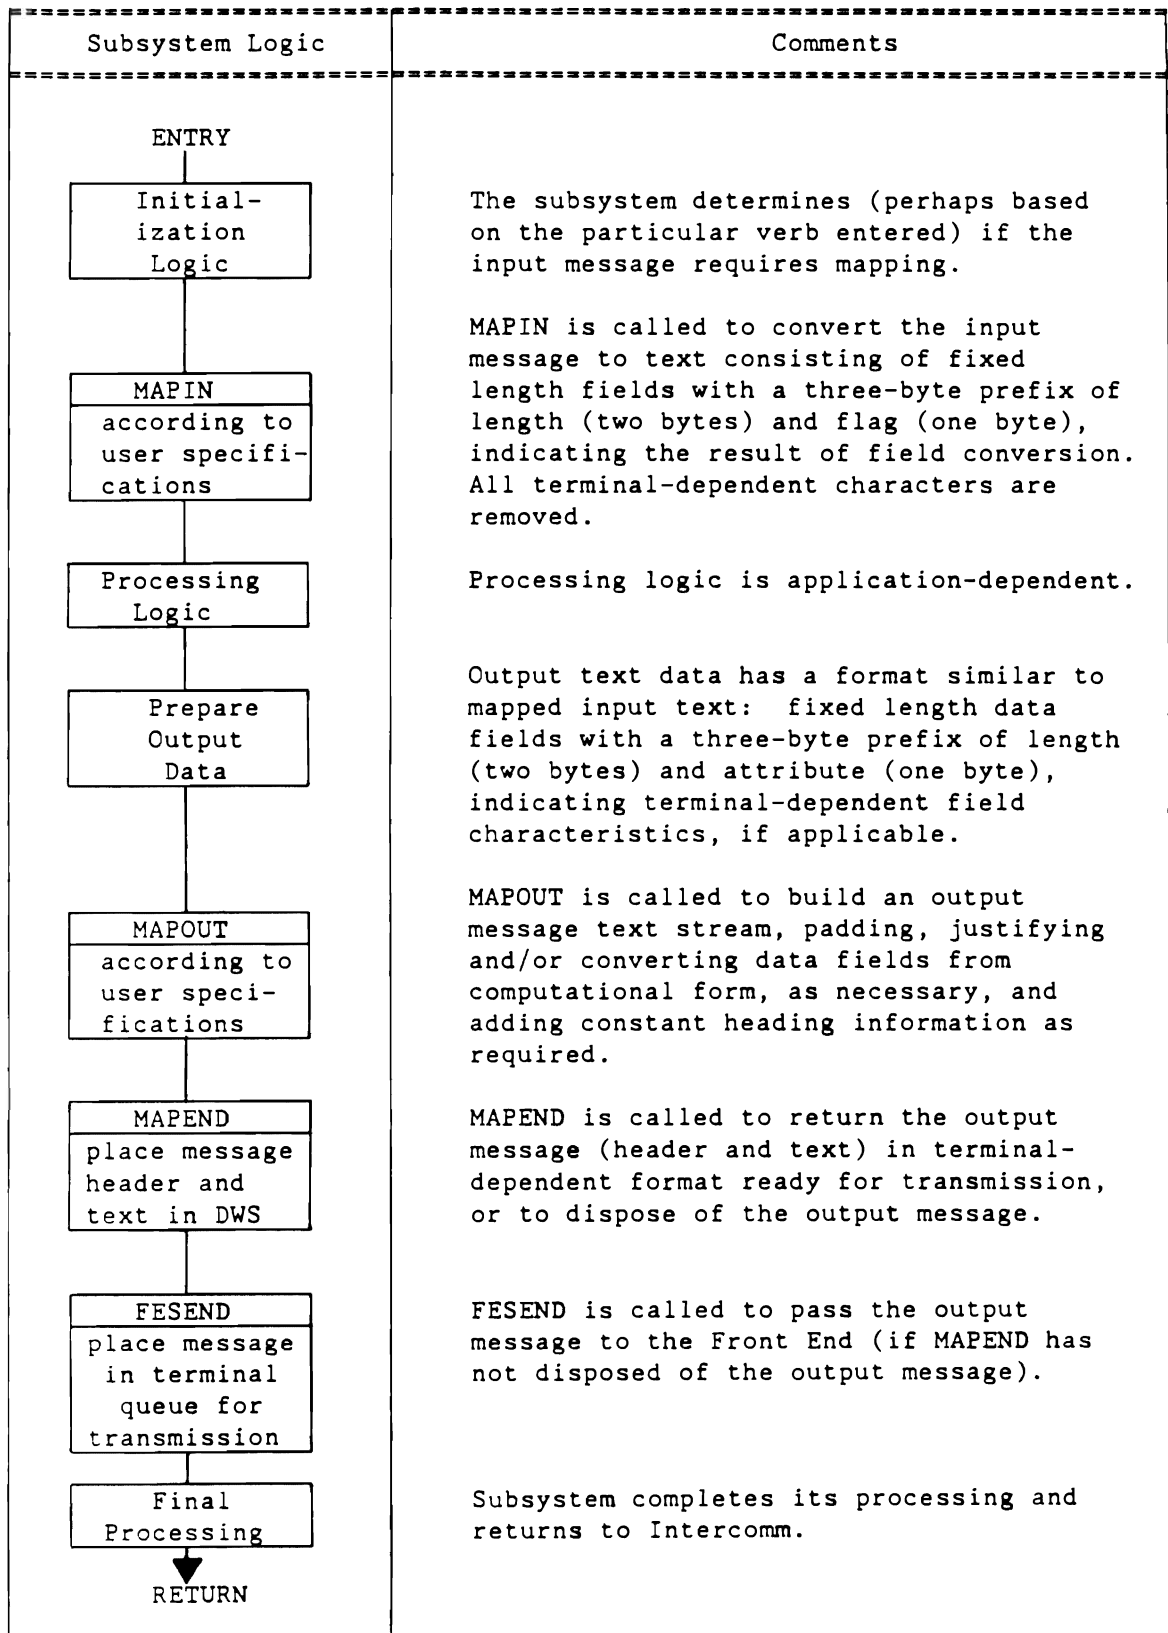 Subsystem Logic
Comments
ENTRY
Initial-
ization
Logic
The subsystem determines (perhaps based
on the particular verb entered) if the
input message requires mapping.
MAPIN
according to
user specifi-
cations
MAPIN is called to convert the input
message to text consisting of fixed
length fields with a three-byte prefix of
length (two bytes) and flag (one byte),
indicating the result of field conversion.
All terminal-dependent characters are
removed.
Processing
Logic
Processing logic is application-dependent.
Prepare
Output
Data
Output text data has a format similar to
mapped input text:  fixed length data
fields with a three-byte prefix of length
(two bytes) and attribute (one byte),
indicating terminal-dependent field
characteristics, if applicable.
MAPOUT
according to
user speci-
fications
MAPOUT is called to build an output
message text stream, padding, justifying
and/or converting data fields from
computational form, as necessary, and
adding constant heading information as
required.
MAPEND
place message
header and
text in DWS
MAPEND is called to return the output
message (header and text) in terminal-
dependent format ready for transmission,
or to dispose of the output message.
FESEND
place message
in terminal
queue for
transmission
FESEND is called to pass the output
message to the Front End (if MAPEND has
not disposed of the output message).
Final
Processing
Subsystem completes its processing and
returns to Intercomm.
RETURN